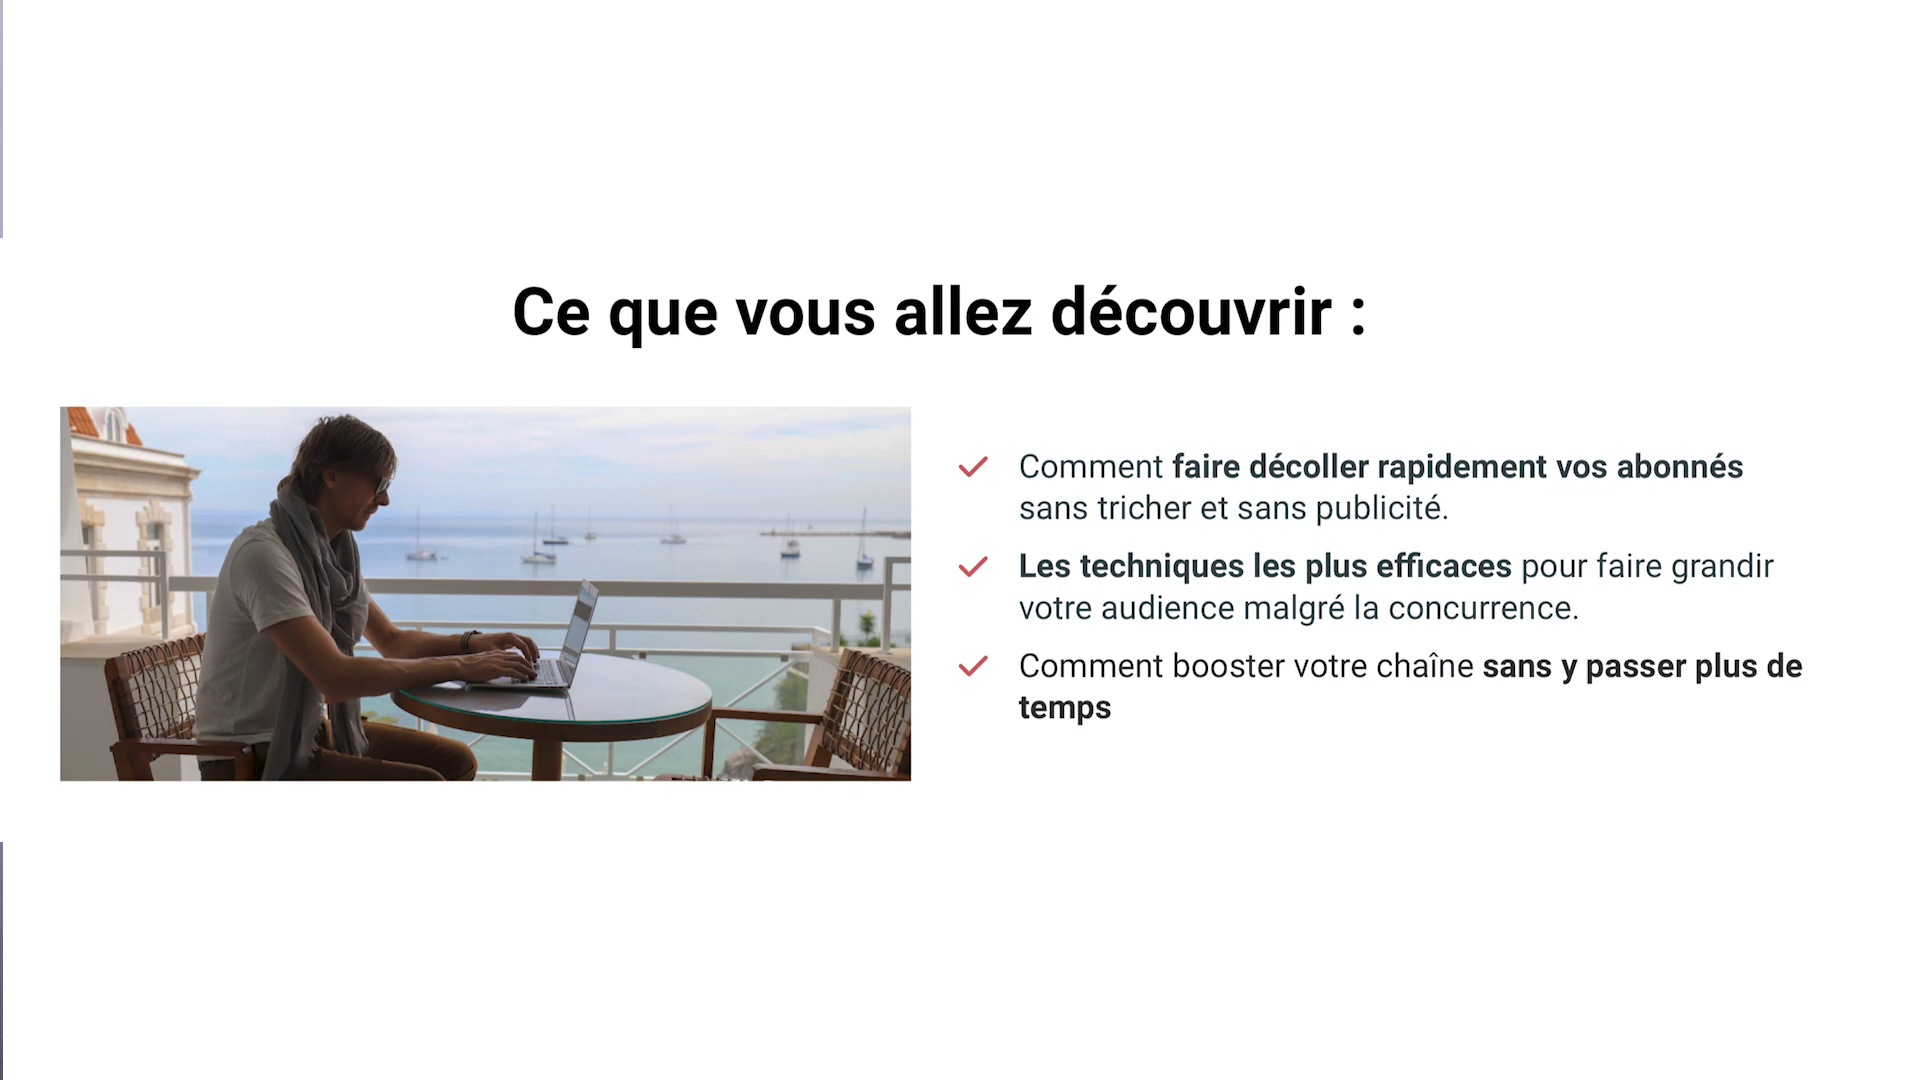 Ce que vous allez découvrir :
Comment faire décoller rapidement vos abonnés
sans tricher et sans publicité.
Les techniques les plus efficaces pour faire grandir
votre audience malgré la concurrence.
Comment booster votre chaîne sans y passer plus de
temps